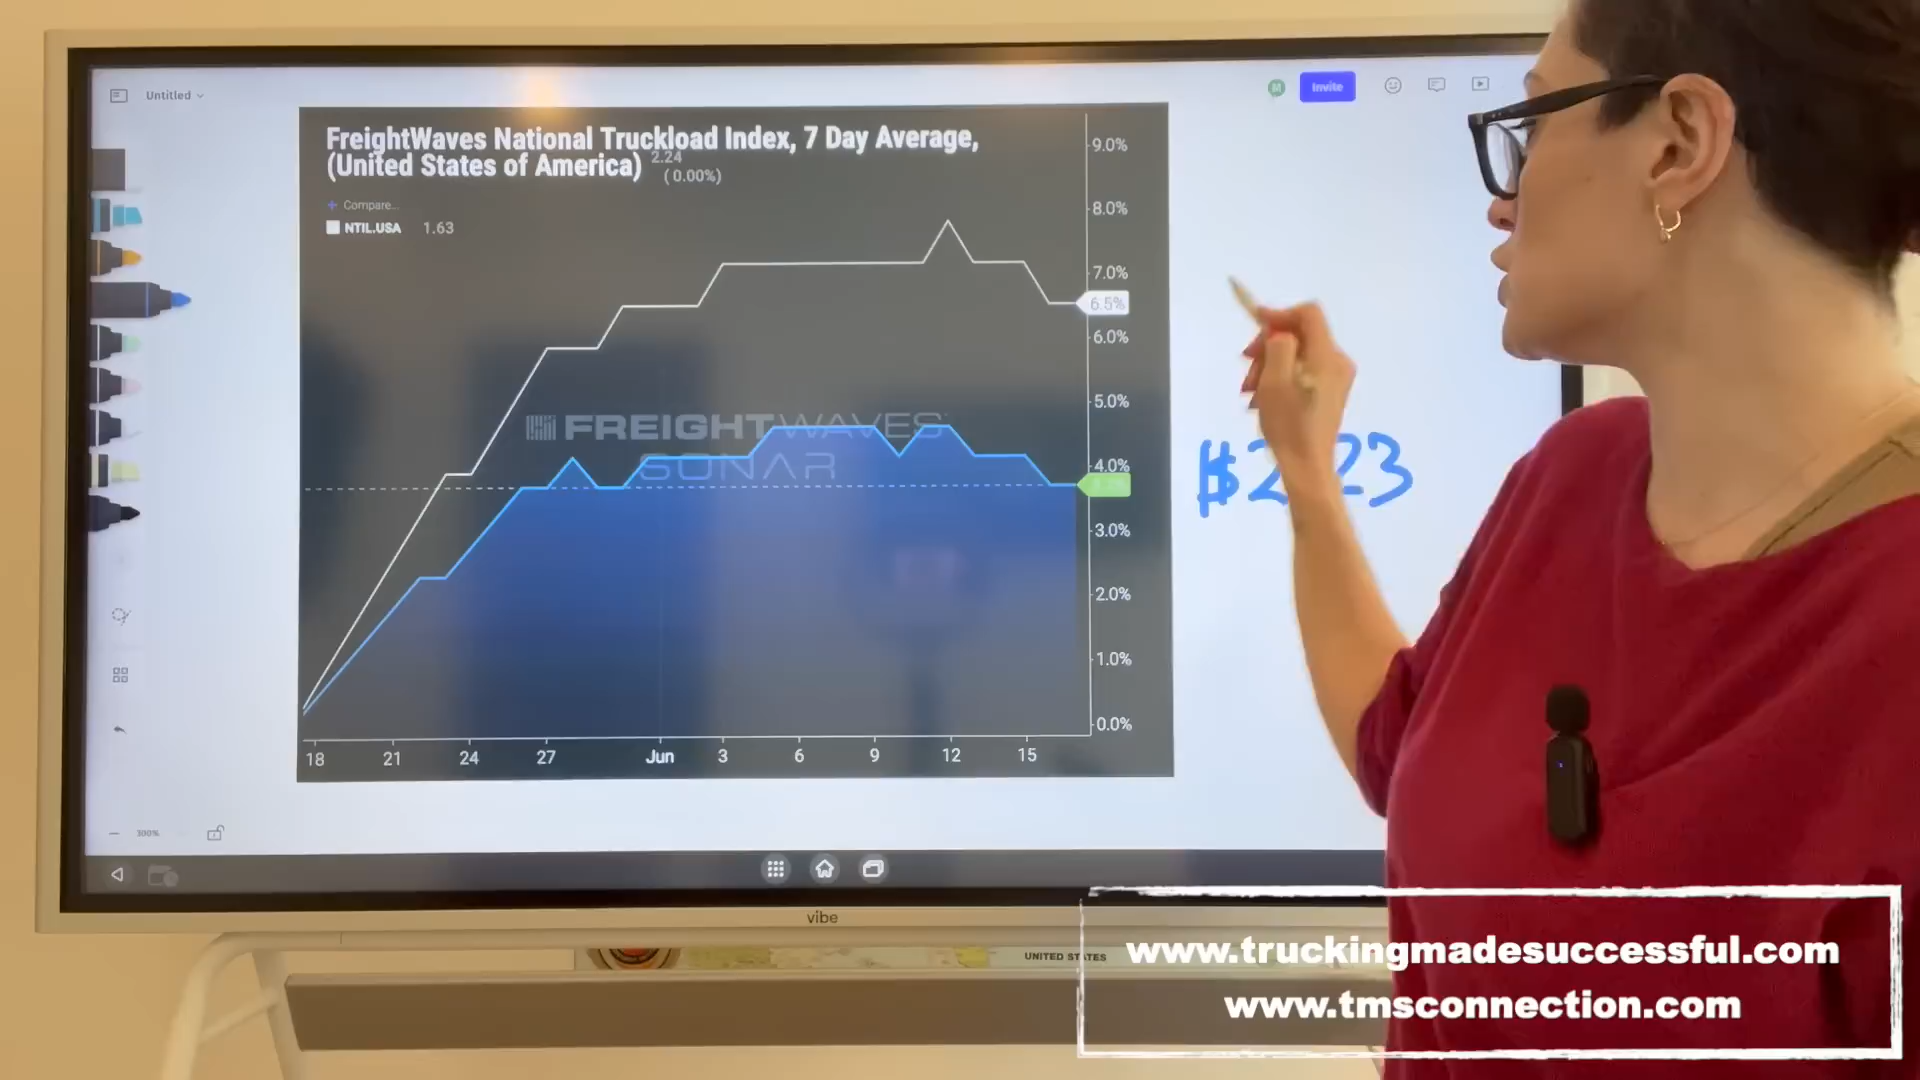 Untitled
Invite
M
FreightWaves National Truckload Index, 7 Day Average,
(United States of America) 2.24
(0.00%)
+ Compare...
NTIL.USA 1.63
9.0%
8.0%
7.0%
6.5%
6.0%
5.0%
4.0%
3.0%
2.0%
1.0%
0.0%
FREIGHTWAVES
SONAR
18 21 24 27 Jun 3 6 9 12 15
300%
vibe
UNITED STATES
www.truckingmadesuccessful.com
www.tmsconnection.com